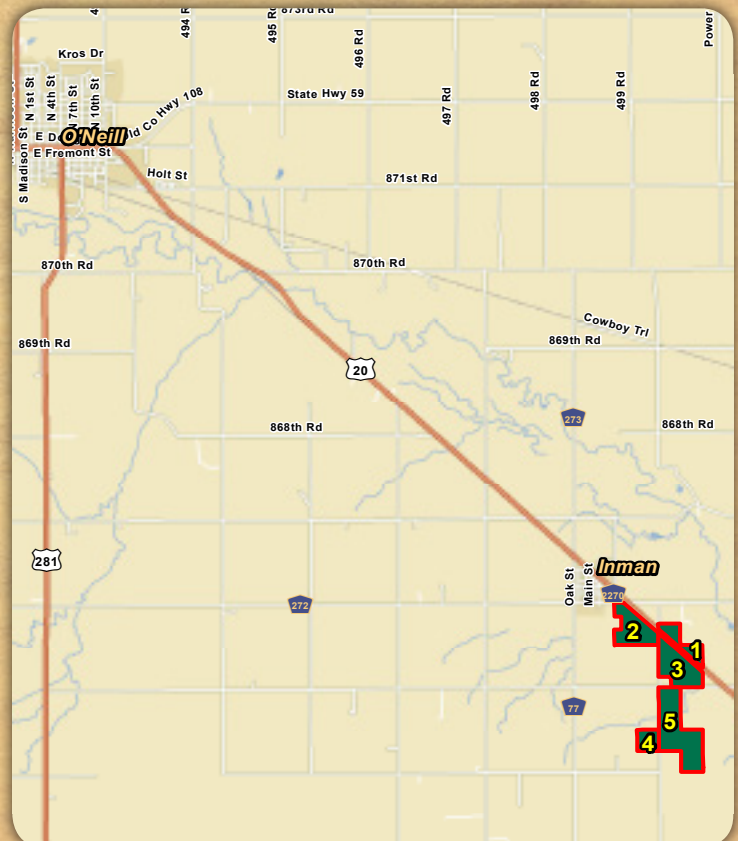 873rd Rd
494 R
495 R
496 Rd
Power
Kros Dr
N 1st St
N 4th St
N 7th St
N 10th St
State Hwy 59
497 Rd
498 Rd
499 Rd
ld Co Hwy 108
O'Neill
E D
E Fremont St
S Madison St
Holt St
871st Rd
870th Rd
870th Rd
Cowboy Trl
869th Rd
869th Rd
20
273
868th Rd
868th Rd
281
Inman
Oak St
Main St
2270
272
2
1
3
77
5
4